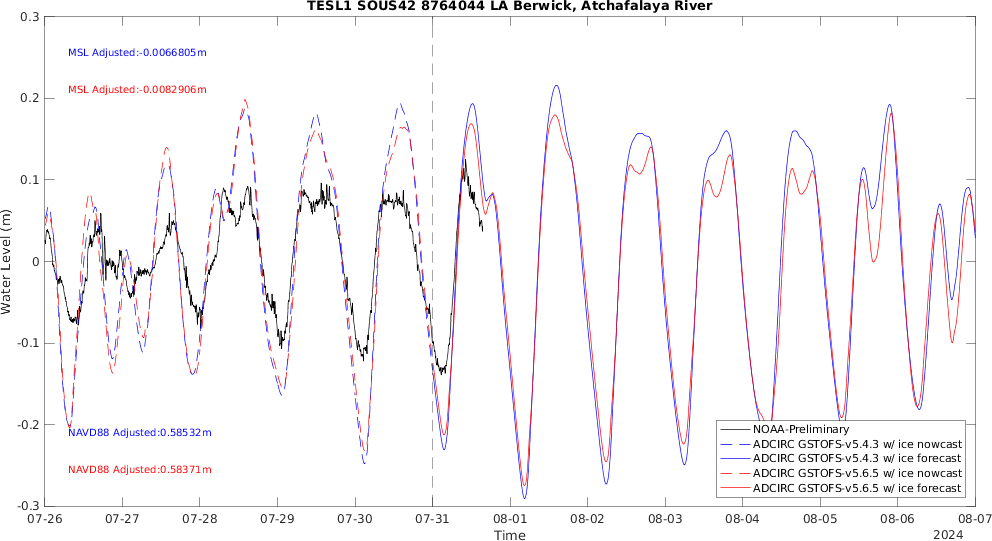 TESL1 SOUS42 8764044 LA Berwick, Atchafalaya River
MSL Adjusted:-0.0066805m
MSL Adjusted:-0.0082906m
NAVD88 Adjusted:0.58532m
NAVD88 Adjusted:0.58371m
Water Level (m)
0.3
0.2
0.1
0
-0.1
-0.2
-0.3
NOAA-Preliminary
ADCIRC GSTOFS-v5.4.3 w/ ice nowcast
ADCIRC GSTOFS-v5.4.3 w/ ice forecast
ADCIRC GSTOFS-v5.6.5 w/ ice nowcast
ADCIRC GSTOFS-v5.6.5 w/ ice forecast
07-26 07-27 07-28 07-29 07-30 07-31 08-01 08-02 08-03 08-04 08-05 08-06 08-07
Time
2024